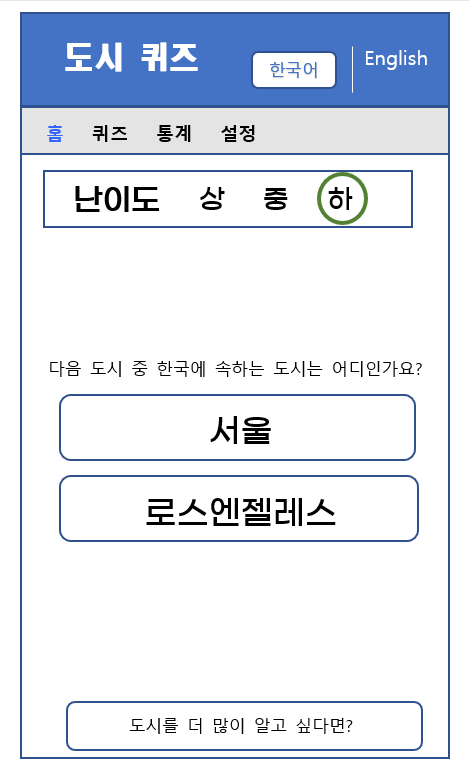 도시 퀴즈 한국어 English
홈 퀴즈 통계 설정
난이도 상 중 하
다음 도시 중 한국에 속하는 도시는 어디인가요?
서울
로스엔젤레스
도시를 더 많이 알고 싶다면?